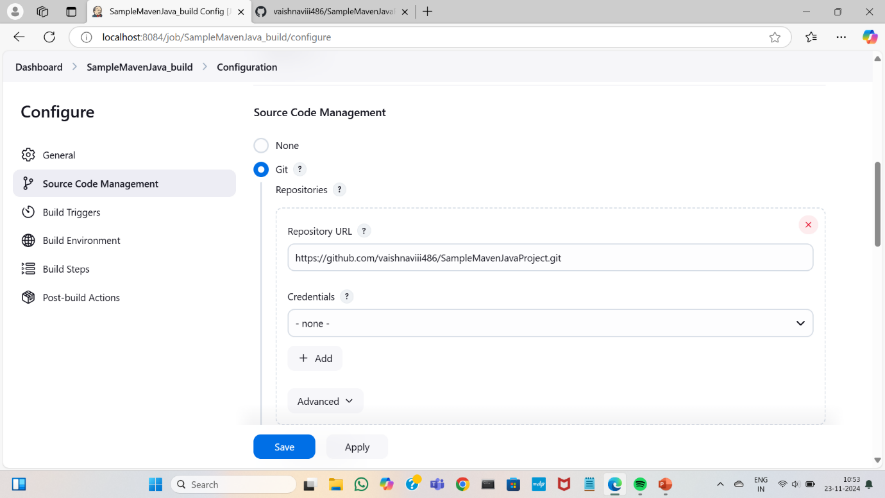 SampleMavenJava_build Config [J
vaishnaviii486/SampleMavenJaval
localhost:8084/job/SampleMavenJava_build/configure
Dashboard > SampleMavenJava_build > Configuration
Configure
General
Source Code Management
Build Triggers
Build Environment
Build Steps
Post-build Actions
Source Code Management
None
Git ?
Repositories ?
Repository URL ?
https://github.com/vaishnaviii486/SampleMavenJavaProject.git
Credentials ?
- none -
+ Add
Advanced
Save
Apply
Search
ENG
IN
10:53
23-11-2024